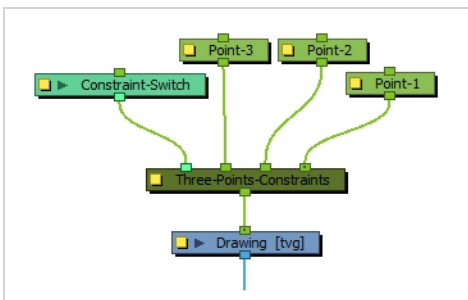 Point-3
Point-2
Constraint-Switch
Point-1
Three-Points-Constraints
Drawing [tvg]